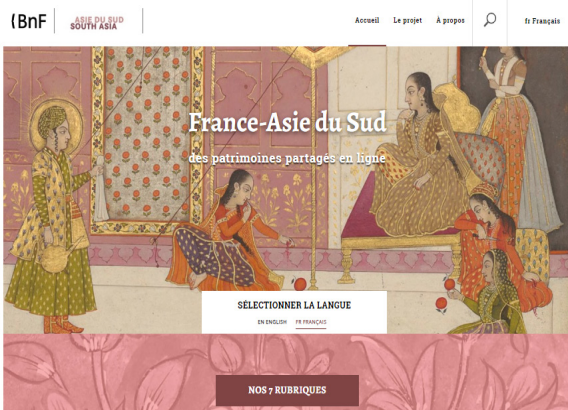 (BnF
ASIE DU SUD
SOUTH ASIA
Accueil Le projet À propos
fr Français
France-Asie du Sud
des patrimoines partagés en ligne
SÉLECTIONNER LA LANGUE
EN ENGLISH FR FRANÇAIS
NOS 7 RUBRIQUES